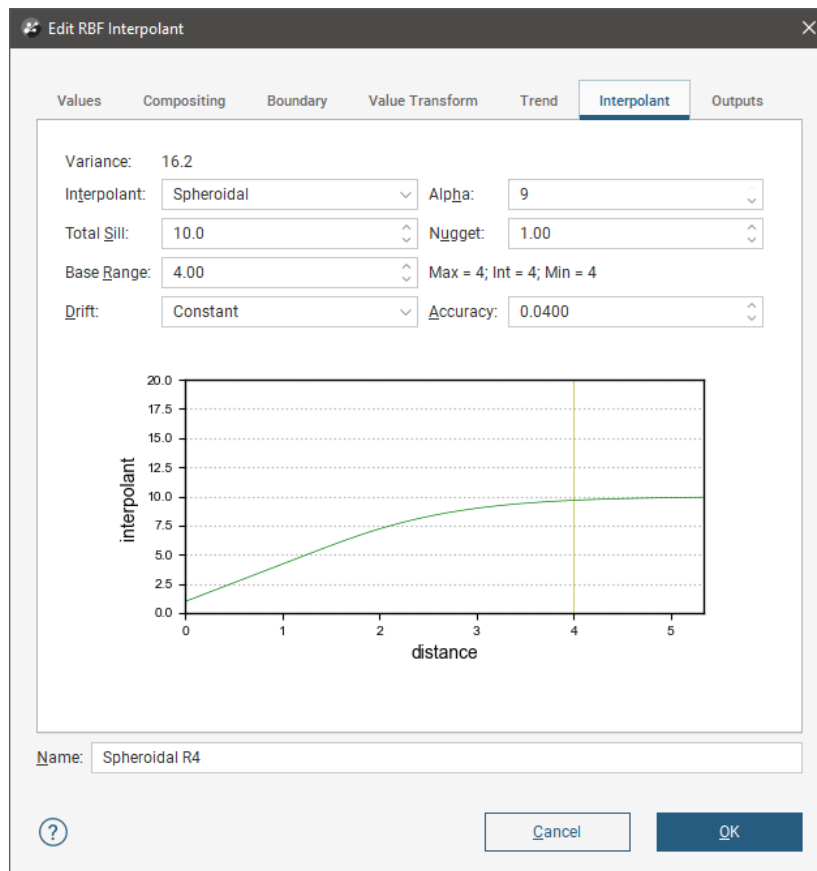 Edit RBF Interpolant
Values Compositing Boundary Value Transform Trend Interpolant Outputs
Variance: 16.2
Interpolant: Spheroidal Alpha: 9
Total Sill: 10.0 Nugget: 1.00
Base Range: 4.00 Max = 4; Int = 4; Min = 4
Drift: Constant Accuracy: 0.0400
20.0
17.5
15.0
12.5
10.0
7.5
5.0
2.5
0.0
interpolant
0 1 2 3 4 5
distance
Name: Spheroidal R4
? Cancel OK